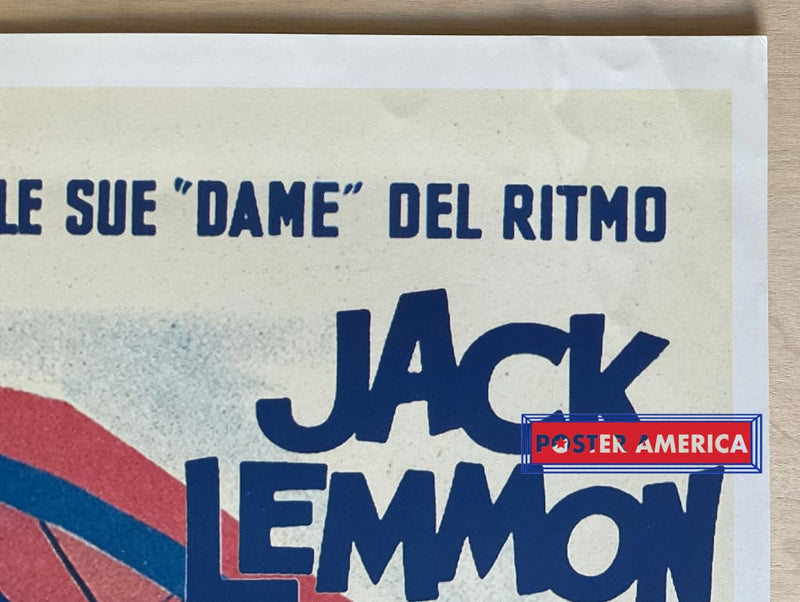 LE SUE "DAME" DEL RITMO
JACK
LEMMON
POSTER AMERICA